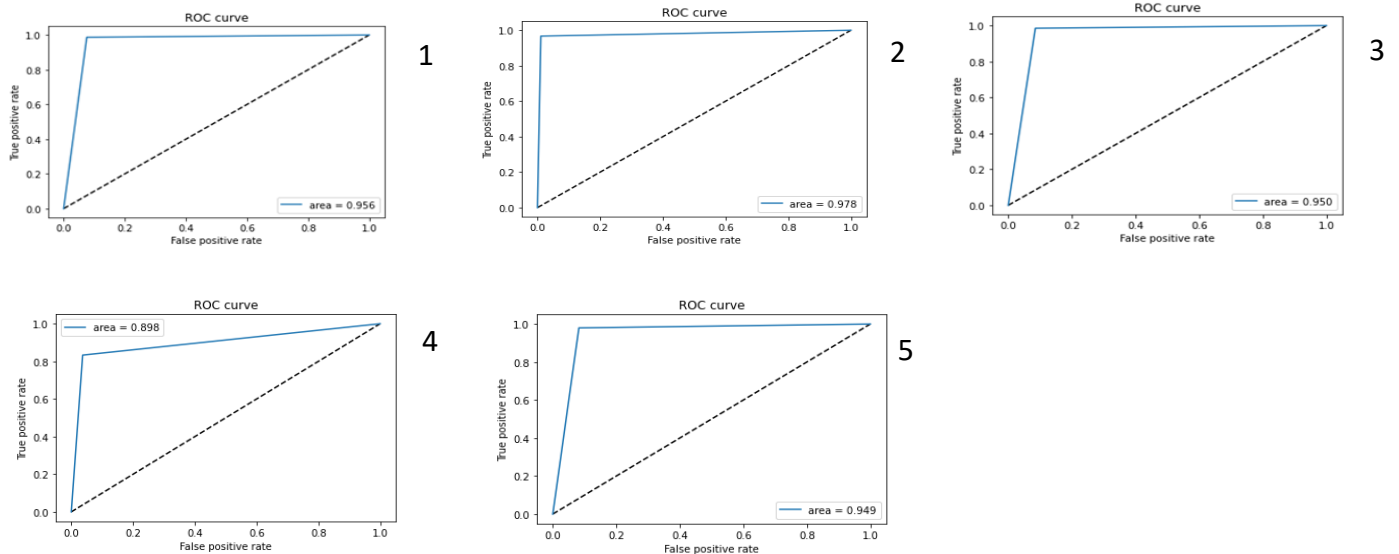 ROC curve
1.0
0.8
0.6
0.4
0.2
0.0
True positive rate
area = 0.956
0.0 0.2 0.4 0.6 0.8 1.0
False positive rate
1
ROC curve
1.0
0.8
0.6
0.4
0.2
0.0
True positive rate
area = 0.978
0.0 0.2 0.4 0.6 0.8 1.0
False positive rate
2
ROC curve
1.0
0.8
0.6
0.4
0.2
0.0
True positive rate
area = 0.950
0.0 0.2 0.4 0.6 0.8 1.0
False positive rate
3
ROC curve
area = 0.898
1.0
0.8
0.6
0.4
0.2
0.0
True positive rate
0.0 0.2 0.4 0.6 0.8 1.0
False positive rate
4
ROC curve
1.0
0.8
0.6
0.4
0.2
0.0
True positive rate
area = 0.949
0.0 0.2 0.4 0.6 0.8 1.0
False positive rate
5